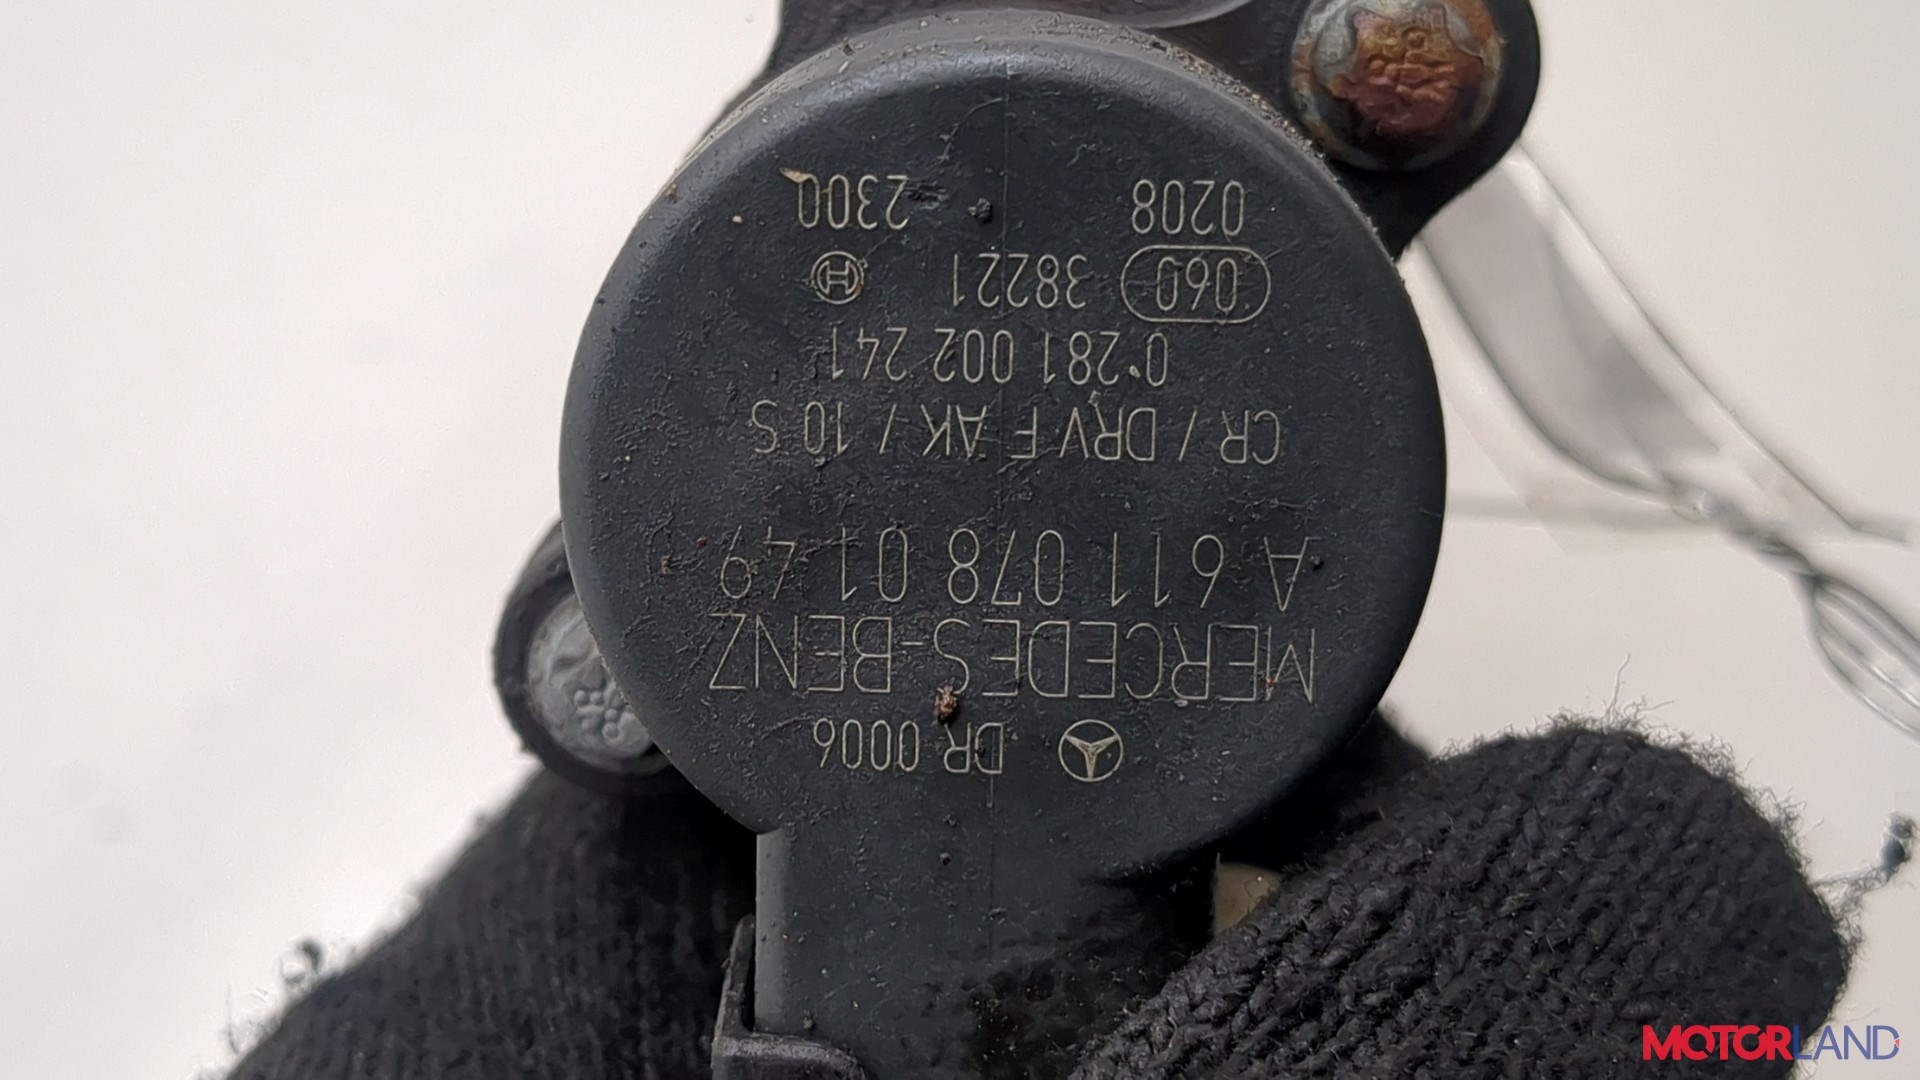 DR 0006
MERCEDES-BENZ
A 611 078 01 49
CR / DRV F AK / 10 S
0 281 002 241
060 38221
0208 2300
MOTORLAND